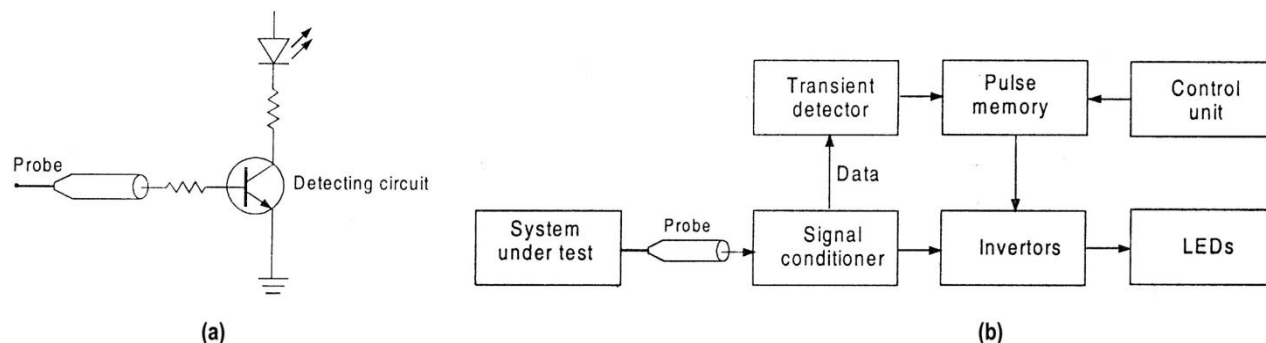 Probe
Detecting circuit
(a)
Transient
detector
Pulse
memory
Control
unit
Data
System
under test
Probe
Signal
conditioner
Invertors
LEDs
(b)